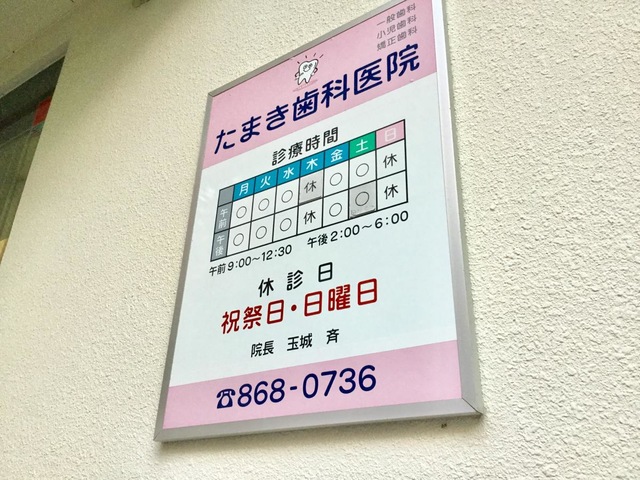 一般歯科
小児歯科
矯正歯科
たまき歯科医院
診療時間
月 火 水 木 金 土 日
午前 ○ ○ ○ 休 ○ ○ 休
午後 ○ ○ ○ 休 ○ ○ 休
午前9:00～12:30 午後2:00～6:00
休診日
祝祭日・日曜日
院長 玉城 斉
☎868-0736